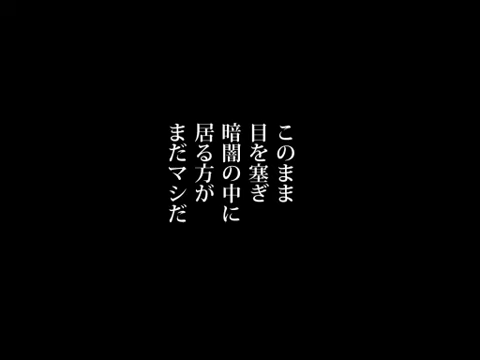 このまま
目を塞ぎ
暗闇の中に
居る方が
まだマシだ